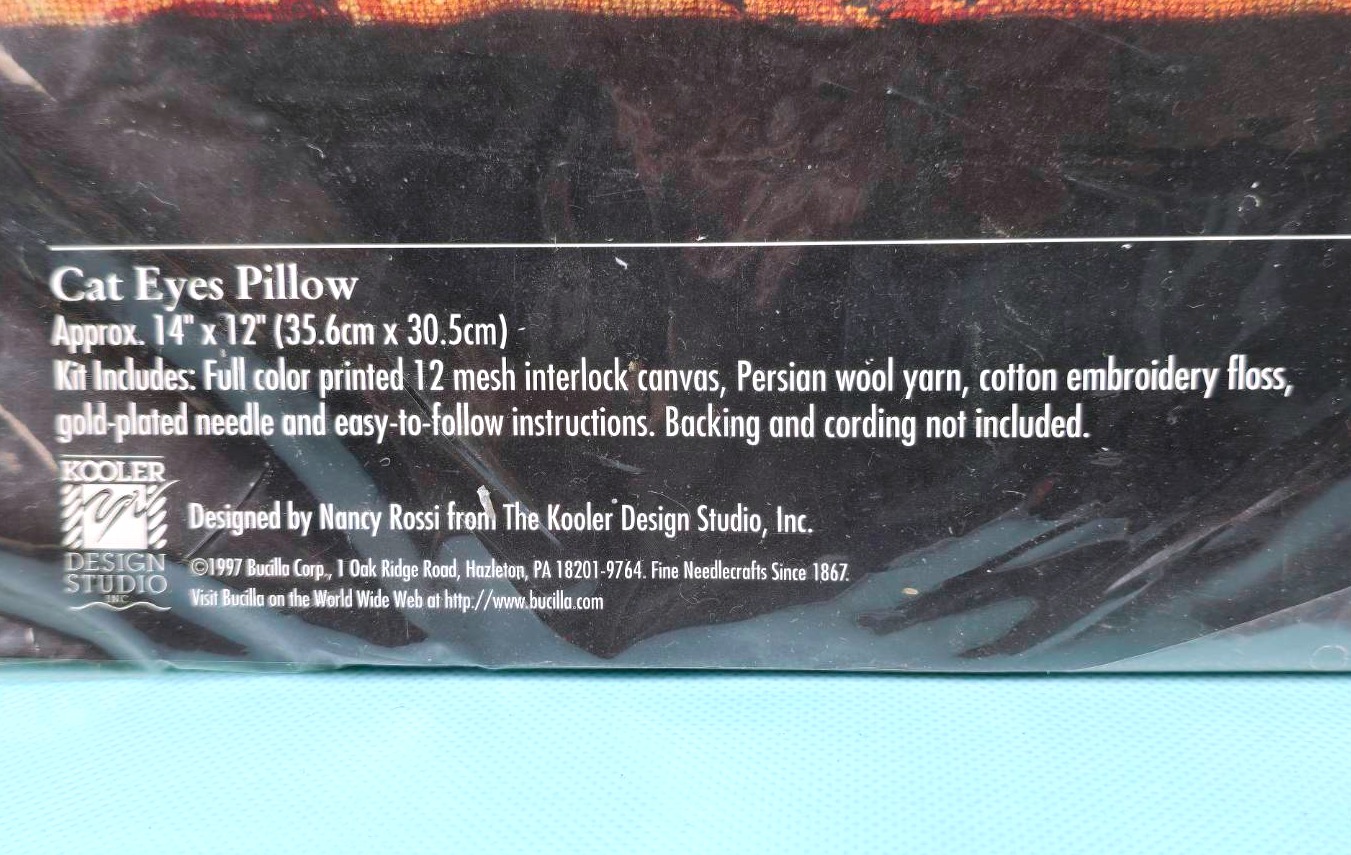 Cat Eyes Pillow
Approx. 14" x 12" (35.6cm x 30.5cm)
Kit Includes: Full color printed 12 mesh interlock canvas, Persian wool yarn, cotton embroidery floss,
gold-plated needle and easy-to-follow instructions. Backing and cording not included.
KOOLER
DESIGN
STUDIO
INC
Designed by Nancy Rossi from The Kooler Design Studio, Inc.
©1997 Bucilla Corp., 1 Oak Ridge Road, Hazleton, PA 18201-9764. Fine Needlecrafts Since 1867.
Visit Bucilla on the World Wide Web at http://www.bucilla.com